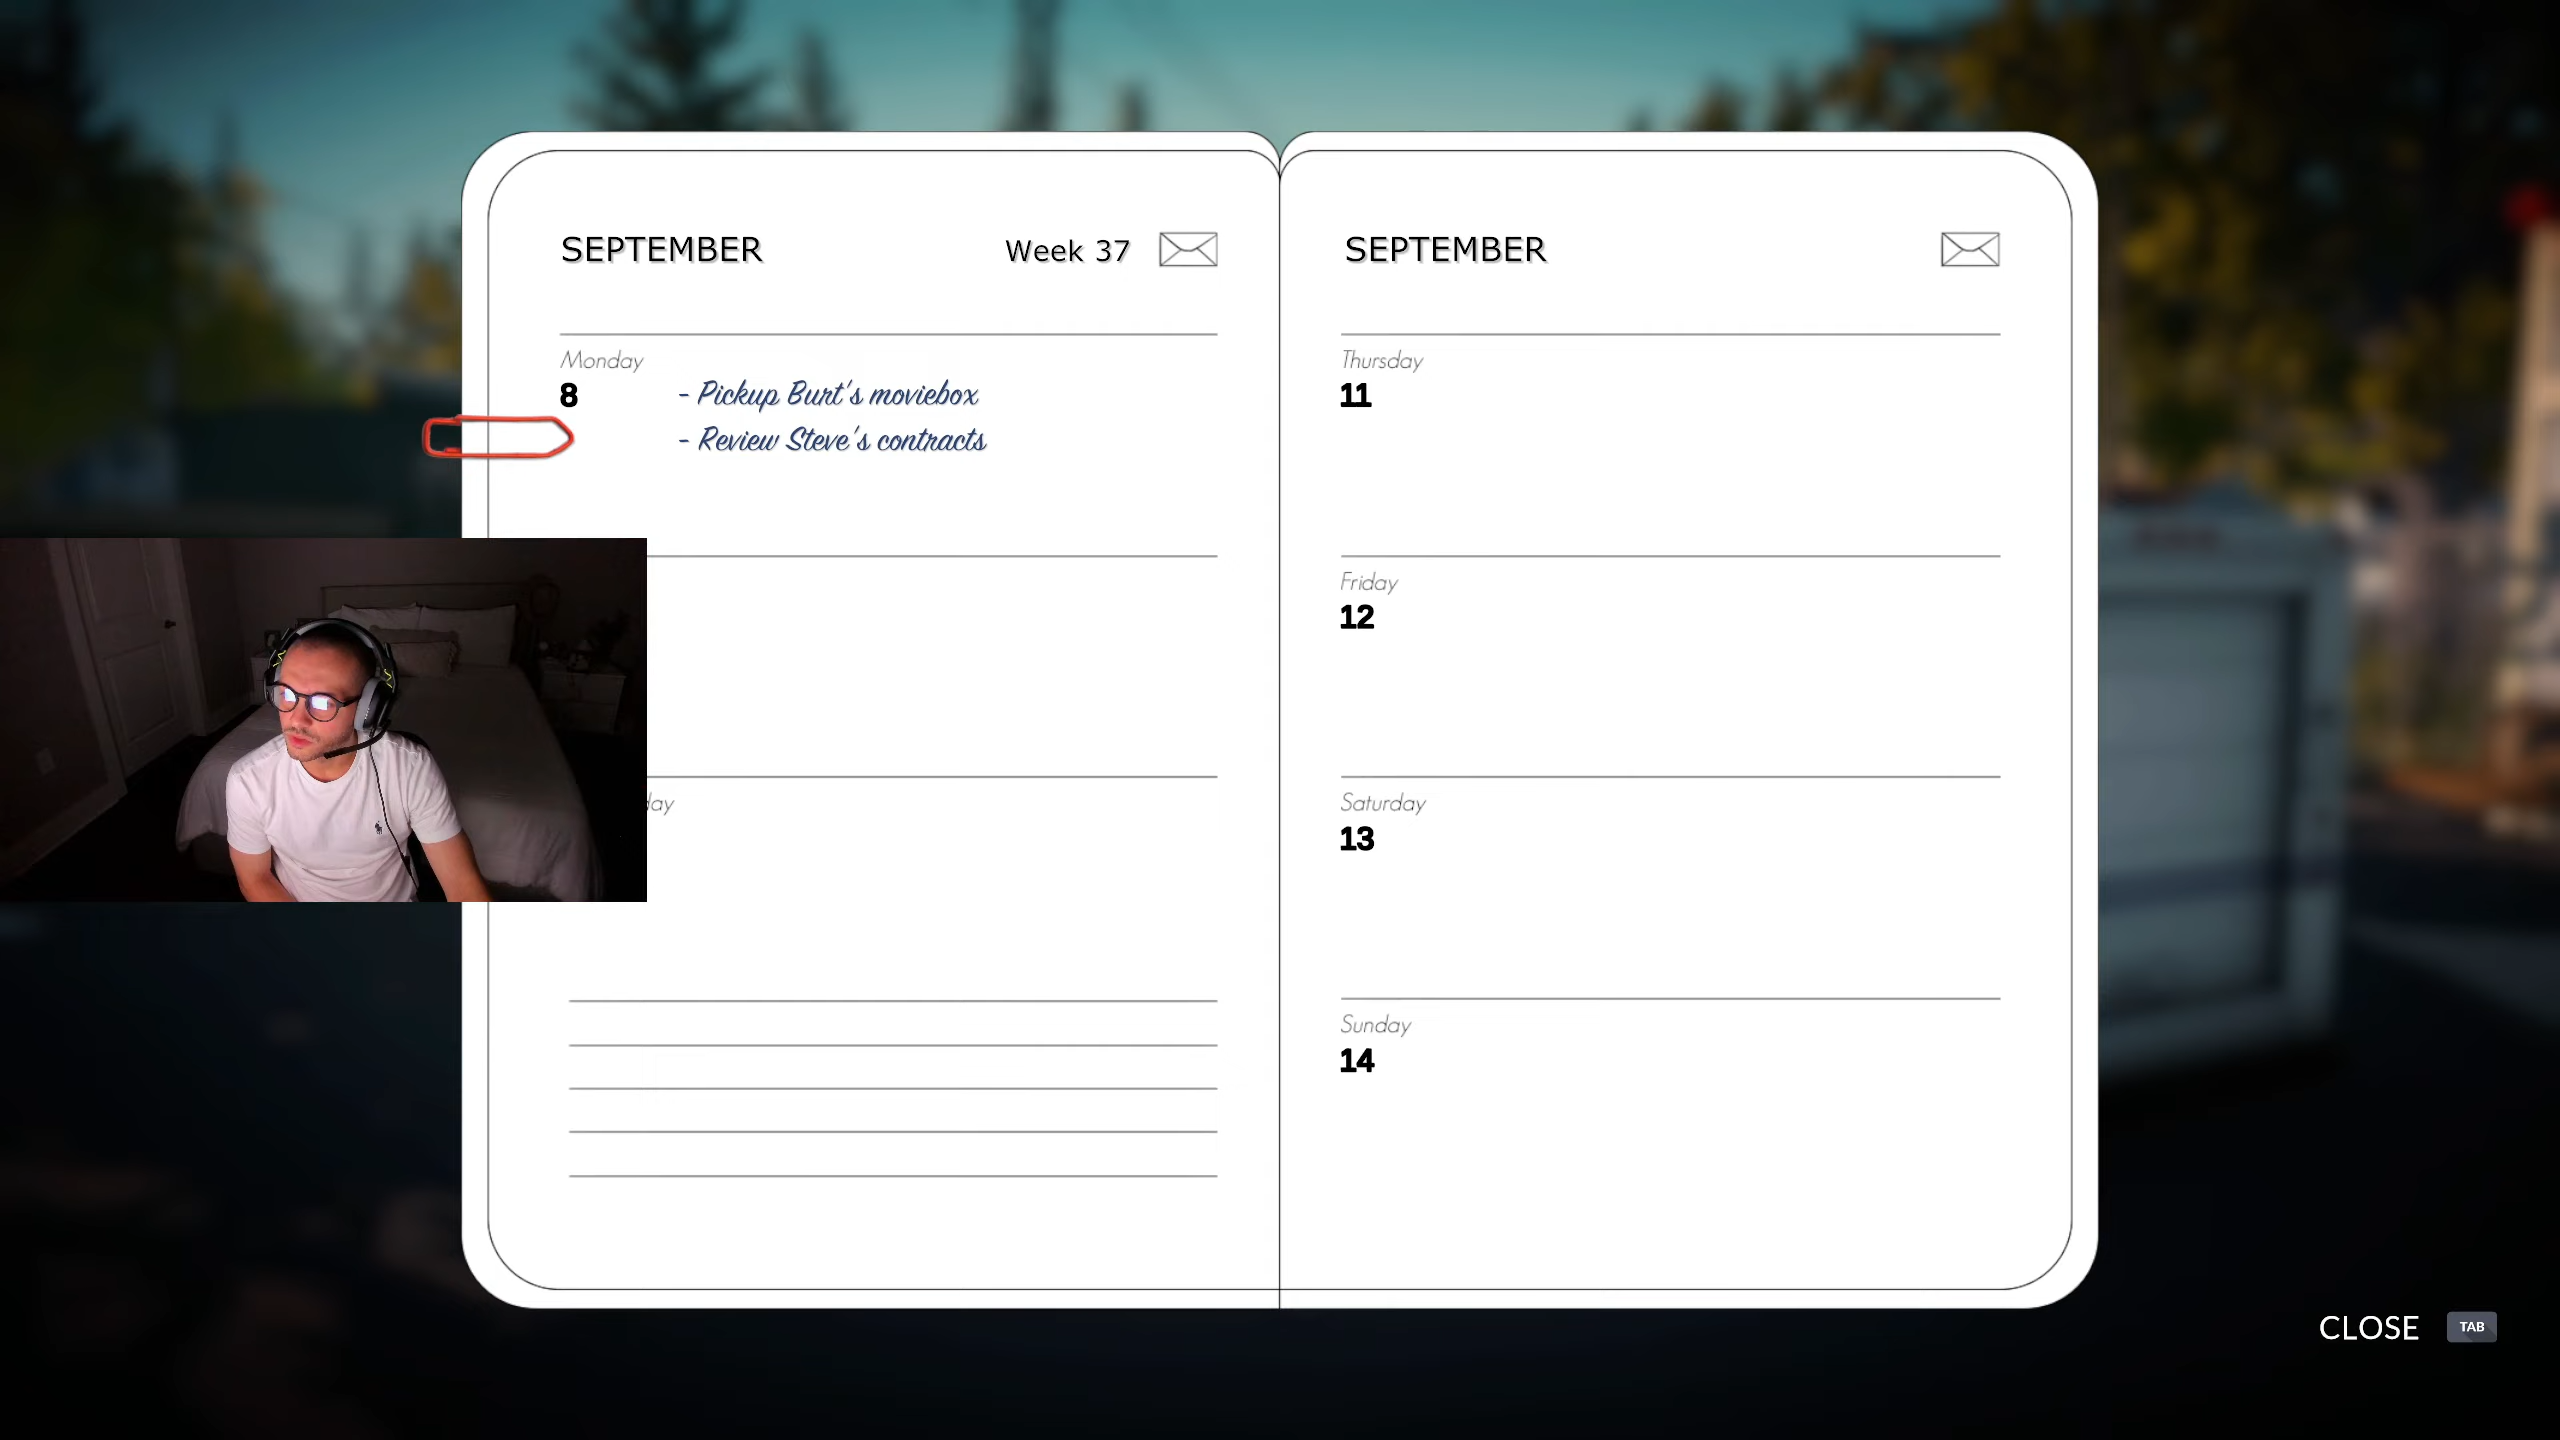 SEPTEMBER Week 37
Monday
8 - Pickup Burt's moviebox
- Review Steve's contracts
day
SEPTEMBER
Thursday
11
Friday
12
Saturday
13
Sunday
14
CLOSE TAB